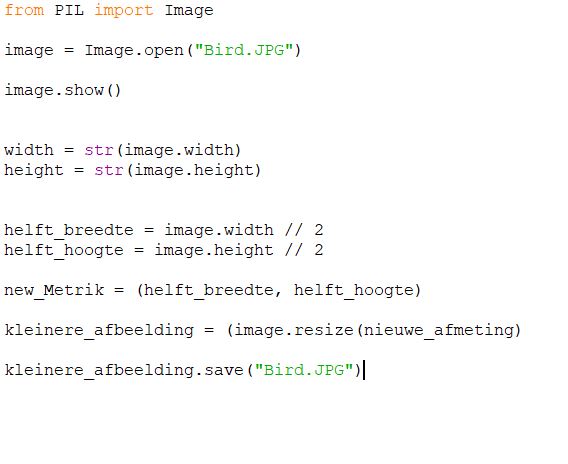 from PIL import Image
image = Image.open("Bird.JPG")
image.show()
width = str(image.width)
height = str(image.height)
helft_breedte = image.width // 2
helft_hoogte = image.height // 2
new_Metrik = (helft_breedte, helft_hoogte)
kleinere_afbeelding = (image.resize(nieuwe_afmeting)
kleinere_afbeelding.save("Bird.JPG")